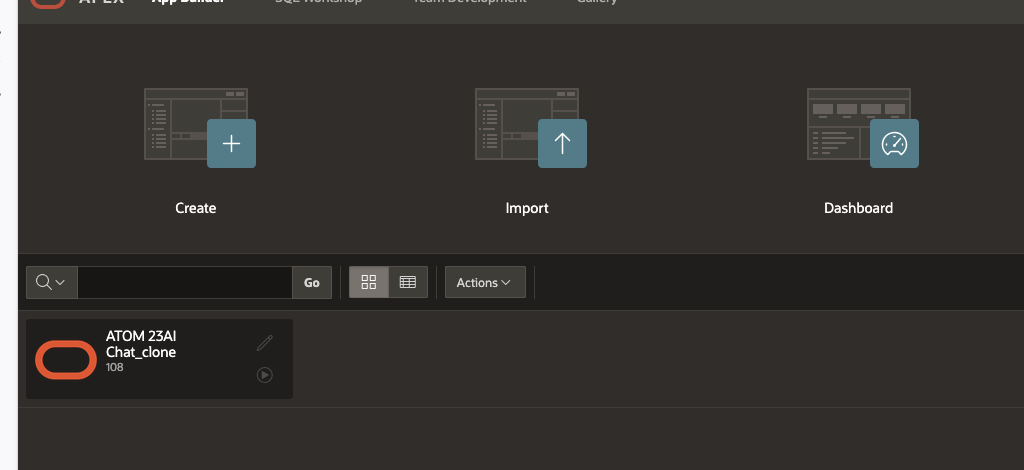 APEX App Builder SQL Workshop Team Development Gallery
Create Import Dashboard
Go Actions
ATOM 23AI
Chat_clone
108